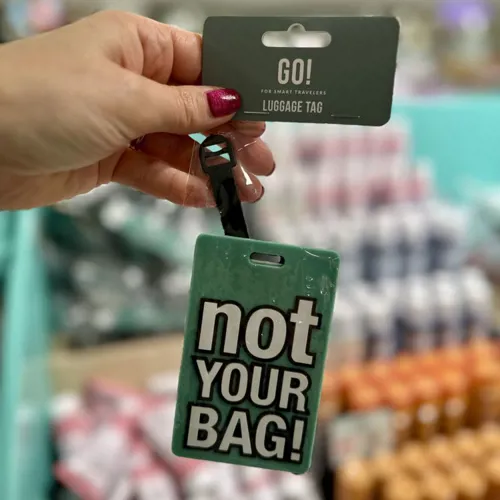 GO!
FOR SMART TRAVELERS
LUGGAGE TAG
not
YOUR
BAG!